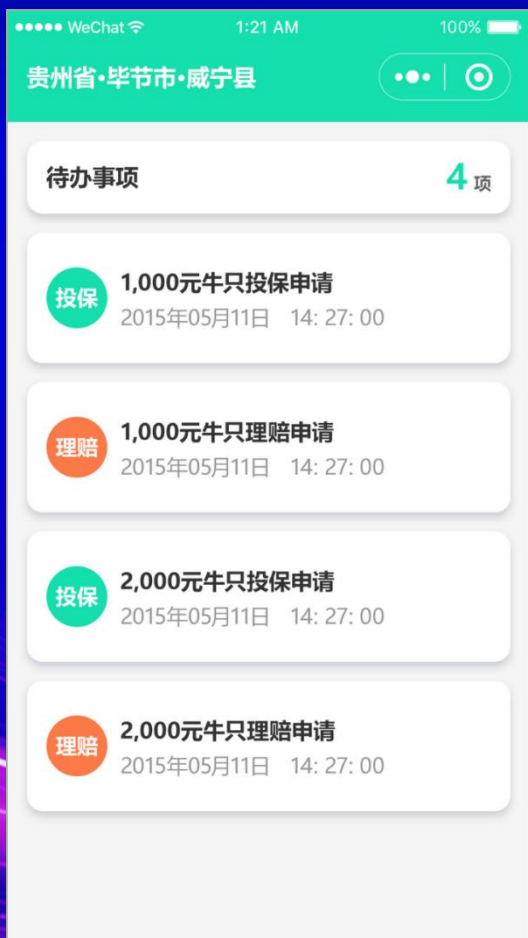 WeChat 1:21 AM 100%
贵州省·毕节市·威宁县
待办事项 4 项
投保 1,000元牛只投保申请
2015年05月11日 14: 27: 00
理赔 1,000元牛只理赔申请
2015年05月11日 14: 27: 00
投保 2,000元牛只投保申请
2015年05月11日 14: 27: 00
理赔 2,000元牛只理赔申请
2015年05月11日 14: 27: 00